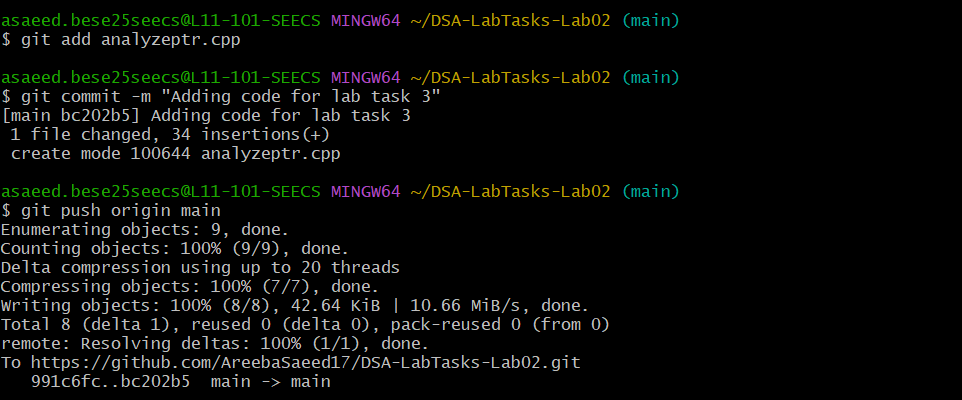 asaeed.bese25seecs@L11-101-SEECS MINGW64 ~/DSA-LabTasks-Lab02 (main)
$ git add analyzeptr.cpp
asaeed.bese25seecs@L11-101-SEECS MINGW64 ~/DSA-LabTasks-Lab02 (main)
$ git commit -m "Adding code for lab task 3"
[main bc202b5] Adding code for lab task 3
 1 file changed, 34 insertions(+)
 create mode 100644 analyzeptr.cpp
asaeed.bese25seecs@L11-101-SEECS MINGW64 ~/DSA-LabTasks-Lab02 (main)
$ git push origin main
Enumerating objects: 9, done.
Counting objects: 100% (9/9), done.
Delta compression using up to 20 threads
Compressing objects: 100% (7/7), done.
Writing objects: 100% (8/8), 42.64 KiB | 10.66 MiB/s, done.
Total 8 (delta 1), reused 0 (delta 0), pack-reused 0 (from 0)
remote: Resolving deltas: 100% (1/1), done.
To https://github.com/AreebaSaeed17/DSA-LabTasks-Lab02.git
   991c6fc..bc202b5  main -> main